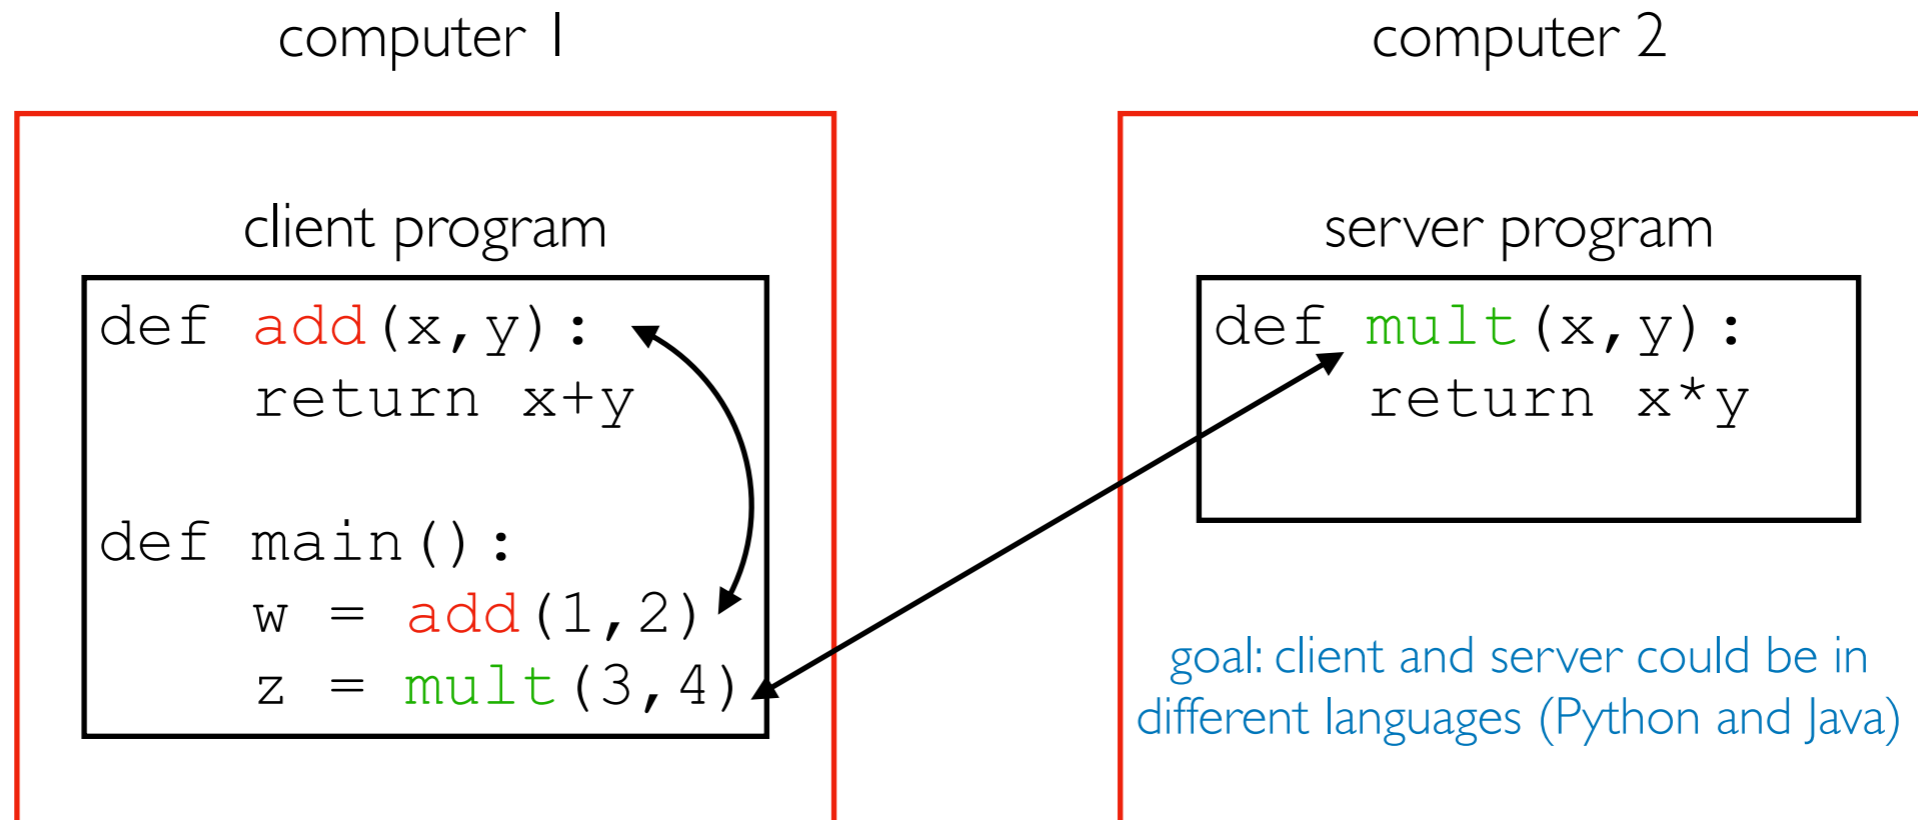 computer 1
client program
def add(x,y):
    return x+y
def main():
    w = add(1,2)
    z = mult(3,4)
computer 2
server program
def mult(x,y):
    return x*y
goal: client and server could be in
different languages (Python and Java)